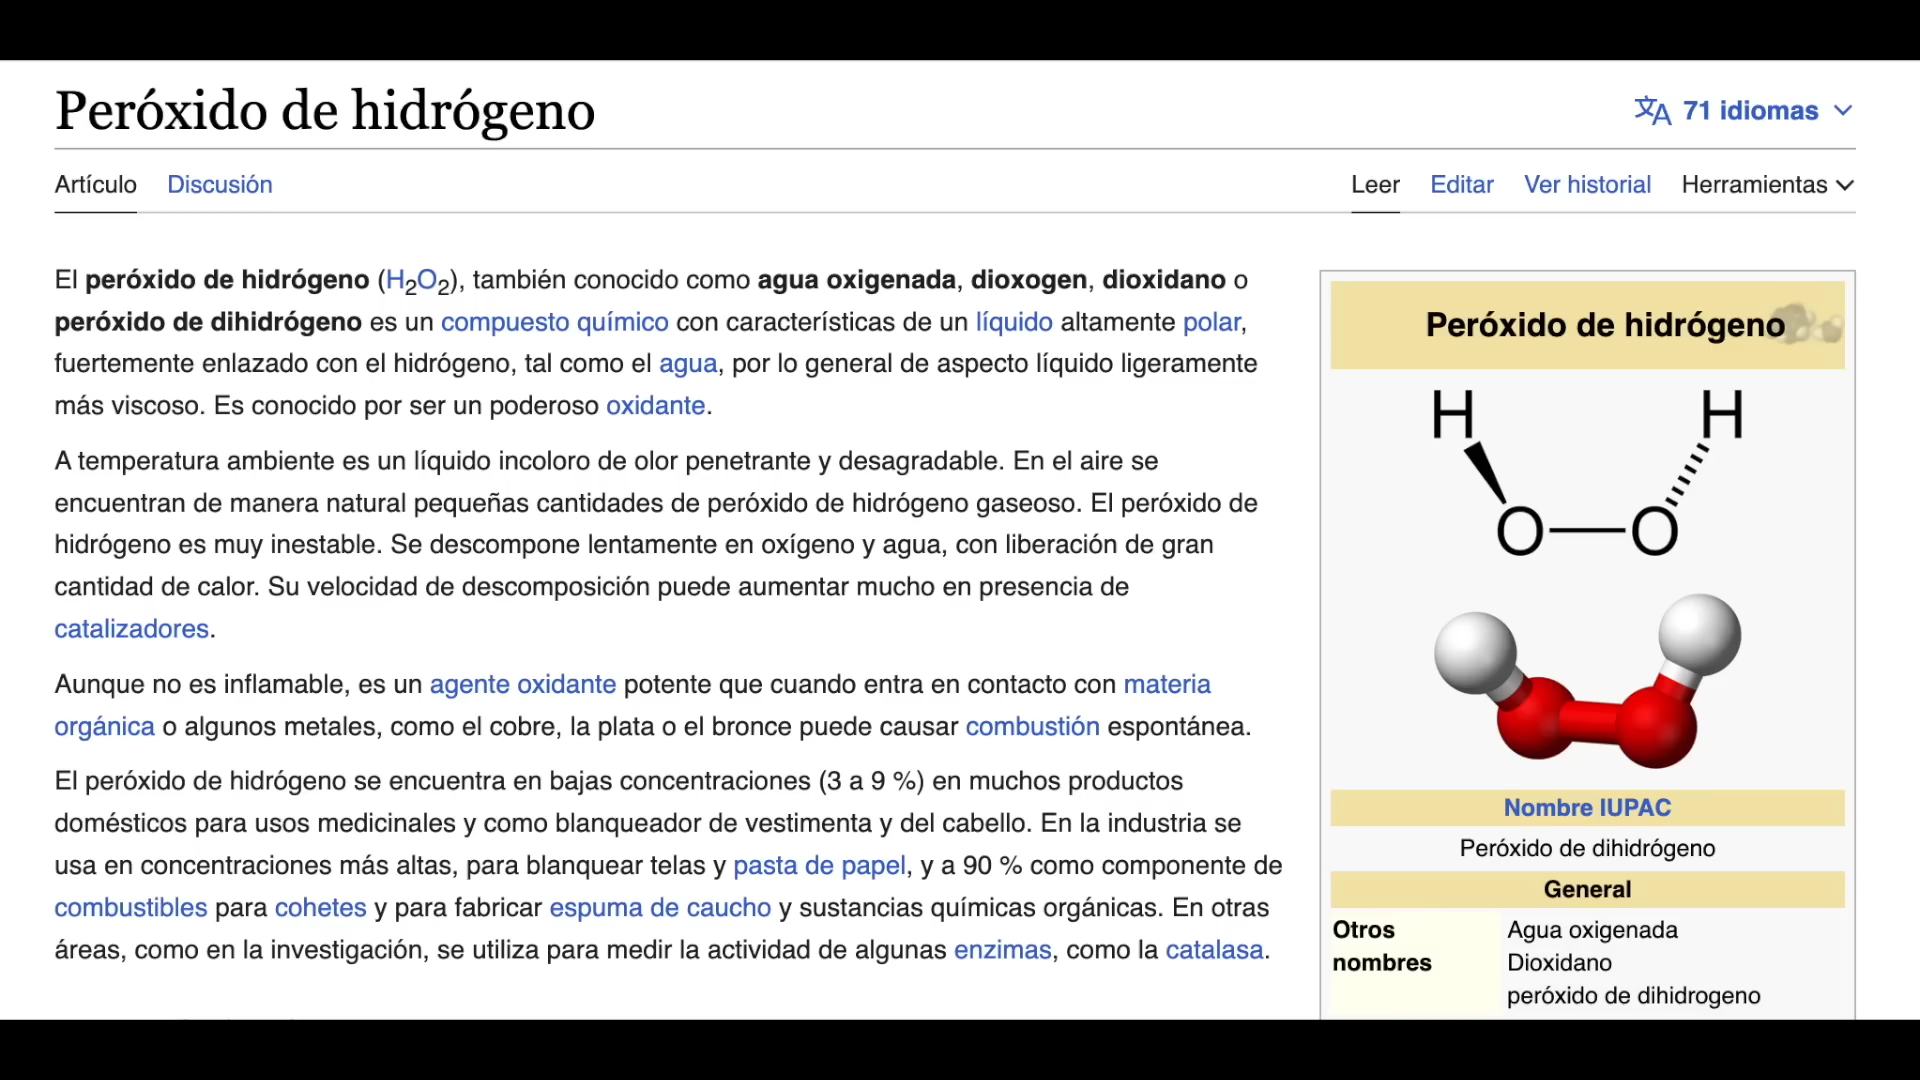 Peróxido de hidrógeno
文A 71 idiomas
Artículo Discusión
Leer Editar Ver historial Herramientas
El peróxido de hidrógeno (H₂O₂), también conocido como agua oxigenada, dioxogen, dioxidano o
peróxido de dihidrógeno es un compuesto químico con características de un líquido altamente polar,
fuertemente enlazado con el hidrógeno, tal como el agua, por lo general de aspecto líquido ligeramente
más viscoso. Es conocido por ser un poderoso oxidante.
A temperatura ambiente es un líquido incoloro de olor penetrante y desagradable. En el aire se
encuentran de manera natural pequeñas cantidades de peróxido de hidrógeno gaseoso. El peróxido de
hidrógeno es muy inestable. Se descompone lentamente en oxígeno y agua, con liberación de gran
cantidad de calor. Su velocidad de descomposición puede aumentar mucho en presencia de
catalizadores.
Aunque no es inflamable, es un agente oxidante potente que cuando entra en contacto con materia
orgánica o algunos metales, como el cobre, la plata o el bronce puede causar combustión espontánea.
El peróxido de hidrógeno se encuentra en bajas concentraciones (3 a 9 %) en muchos productos
domésticos para usos medicinales y como blanqueador de vestimenta y del cabello. En la industria se
usa en concentraciones más altas, para blanquear telas y pasta de papel, y a 90 % como componente de
combustibles para cohetes y para fabricar espuma de caucho y sustancias químicas orgánicas. En otras
áreas, como en la investigación, se utiliza para medir la actividad de algunas enzimas, como la catalasa.
Peróxido de hidrógeno
H H
O O
Nombre IUPAC
Peróxido de dihidrógeno
General
Otros nombres
Agua oxigenada
Dioxidano
peróxido de dihidrogeno